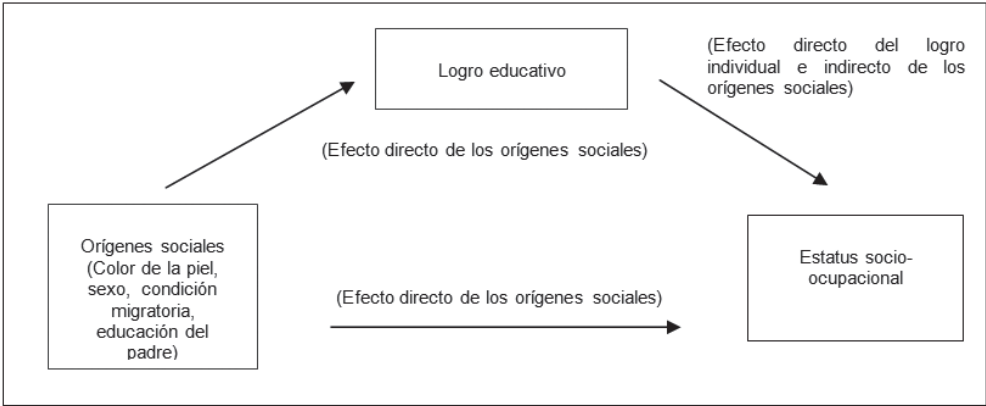 Logro educativo
(Efecto directo del logro
individual e indirecto de los
orígenes sociales)
(Efecto directo de los orígenes sociales)
Orígenes sociales
(Color de la piel,
sexo, condición
migratoria,
educación del
padre)
(Efecto directo de los orígenes sociales)
Estatus socio-
ocupacional